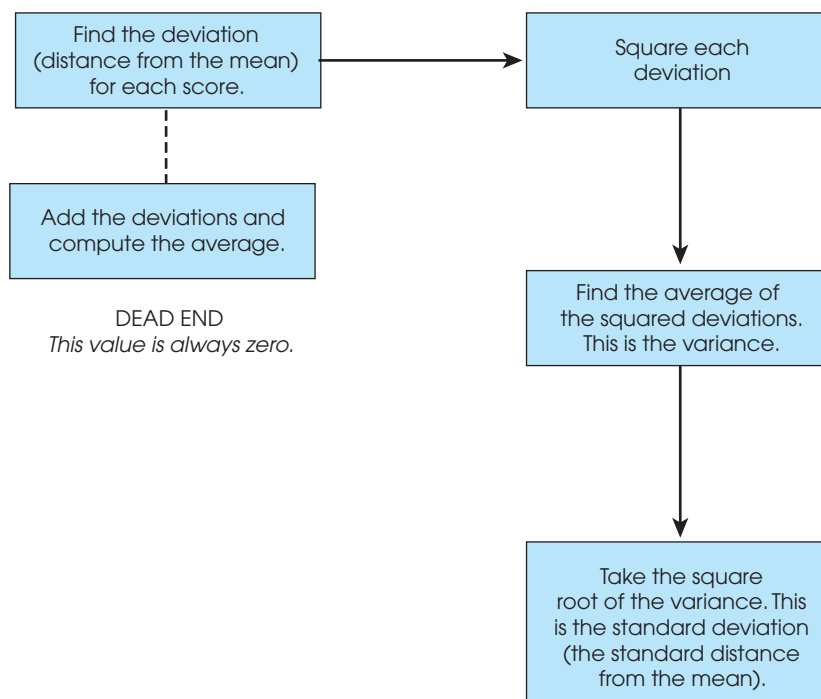 Find the deviation
(distance from the mean)
for each score.
Square each
deviation
Add the deviations and
compute the average.
DEAD END
This value is always zero.
Find the average of
the squared deviations.
This is the variance.
Take the square
root of the variance. This
is the standard deviation
(the standard distance
from the mean).